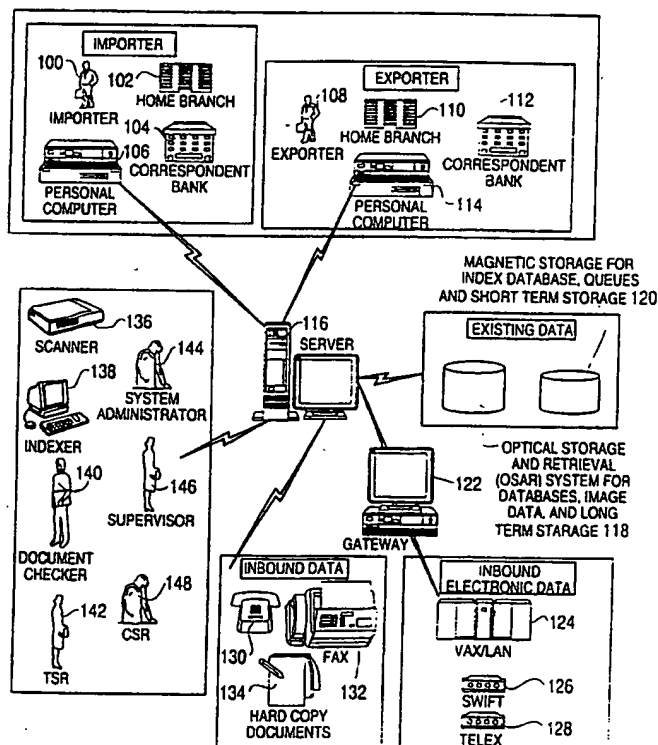 IMPORTER
100
IMPORTER
102
HOME BRANCH
104
CORRESPONDENT
BANK
106
PERSONAL
COMPUTER
EXPORTER
108
EXPORTER
110
HOME BRANCH
112
CORRESPONDENT
BANK
114
PERSONAL
COMPUTER
MAGNETIC STORAGE FOR
INDEX DATABASE, QUEUES
AND SHORT TERM STORAGE 120
EXISTING DATA
116
SERVER
136
SCANNER
138
INDEXER
144
SYSTEM
ADMINISTRATOR
140
DOCUMENT
CHECKER
146
SUPERVISOR
142
TSR
148
CSR
122
GATEWAY
OPTICAL STORAGE
AND RETRIEVAL
(OSAR) SYSTEM FOR
DATABASES, IMAGE
DATA, AND LONG
TERM STARAGE 118
INBOUND DATA
130
FAX
132
134
HARD COPY
DOCUMENTS
INBOUND
ELECTRONIC DATA
124
VAX/LAN
126
SWIFT
128
TELEX